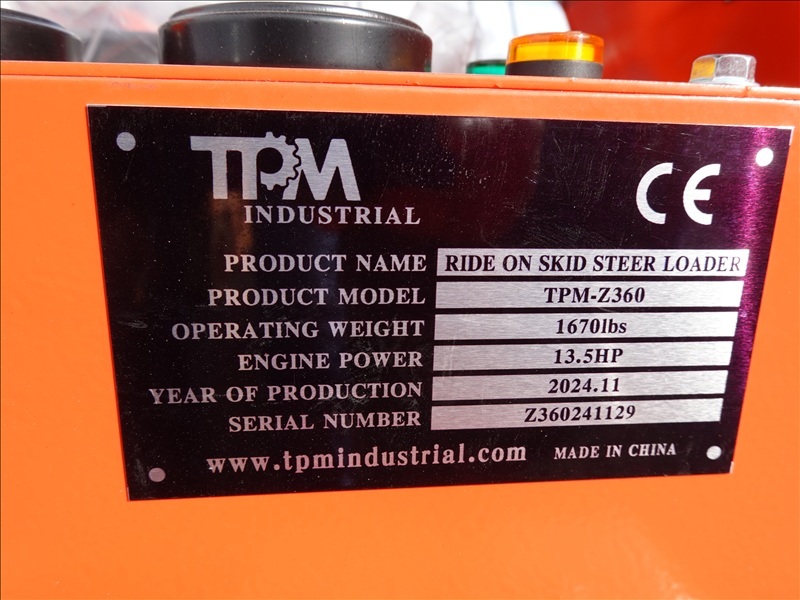 TPM
INDUSTRIAL
CE
PRODUCT NAME RIDE ON SKID STEER LOADER
PRODUCT MODEL TPM-Z360
OPERATING WEIGHT 1670lbs
ENGINE POWER 13.5HP
YEAR OF PRODUCTION 2024.11
SERIAL NUMBER Z360241129
www.tpmindustrial.com MADE IN CHINA